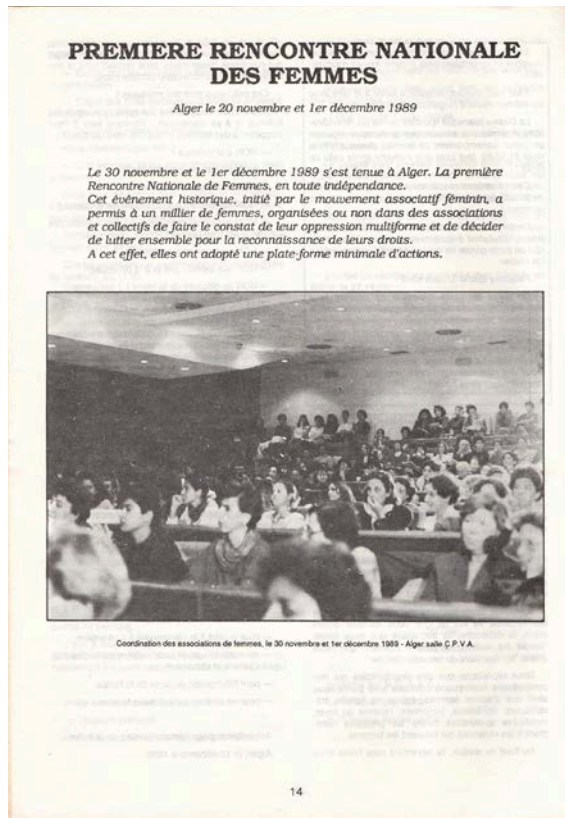 PREMIERE RENCONTRE NATIONALE
DES FEMMES
Alger le 20 novembre et 1er décembre 1989
Le 30 novembre et le 1er décembre 1989 s'est tenue à Alger. La première
Rencontre Nationale de Femmes, en toute indépendance.
Cet événement historique, initié par le mouvement associatif féminin, a
permis à un millier de femmes, organisées ou non dans des associations
et collectifs de faire le constat de leur oppression multiforme et de décider
de lutter ensemble pour la reconnaissance de leurs droits.
A cet effet, elles ont adopté une plate-forme minimale d'actions.
Coordination des associations de femmes, le 30 novembre et 1er décembre 1989 - Alger salle C.P.V.A.
14